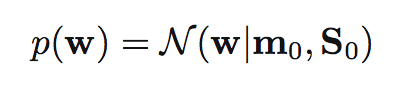 p(𝐰) = 𝒩(𝐰|𝐦₀, 𝐒₀)